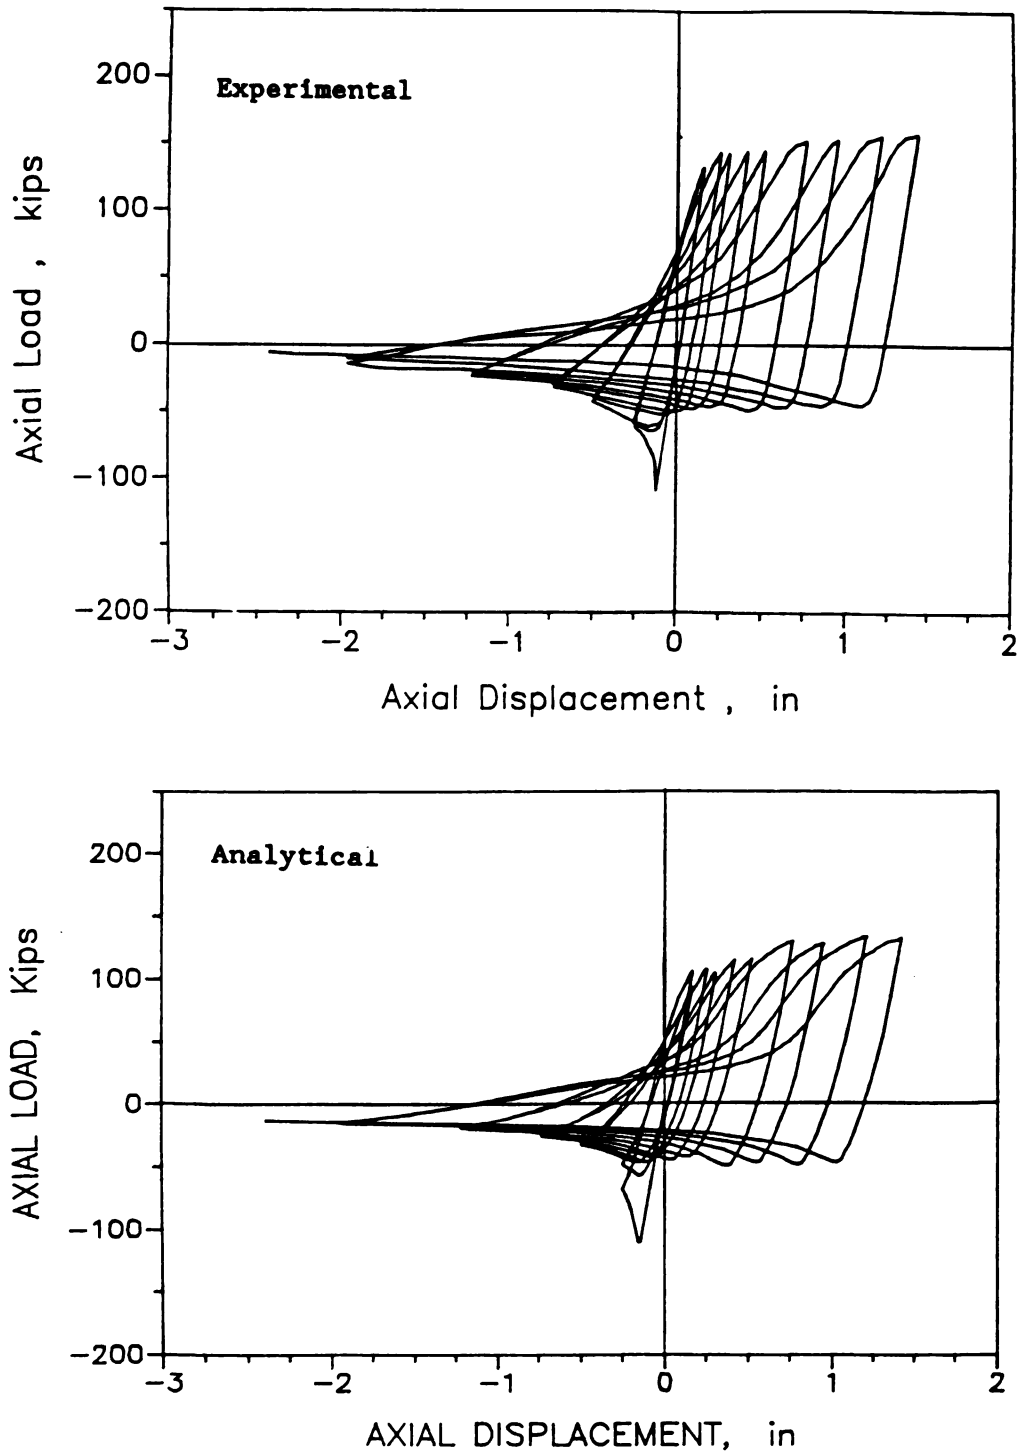 200
Experimental
100
0
−100
−200
Axial Load , kips
−3 −2 −1 0 1 2
Axial Displacement , in
200
Analytical
100
0
−100
−200
AXIAL LOAD, Kips
−3 −2 −1 0 1 2
AXIAL DISPLACEMENT, in